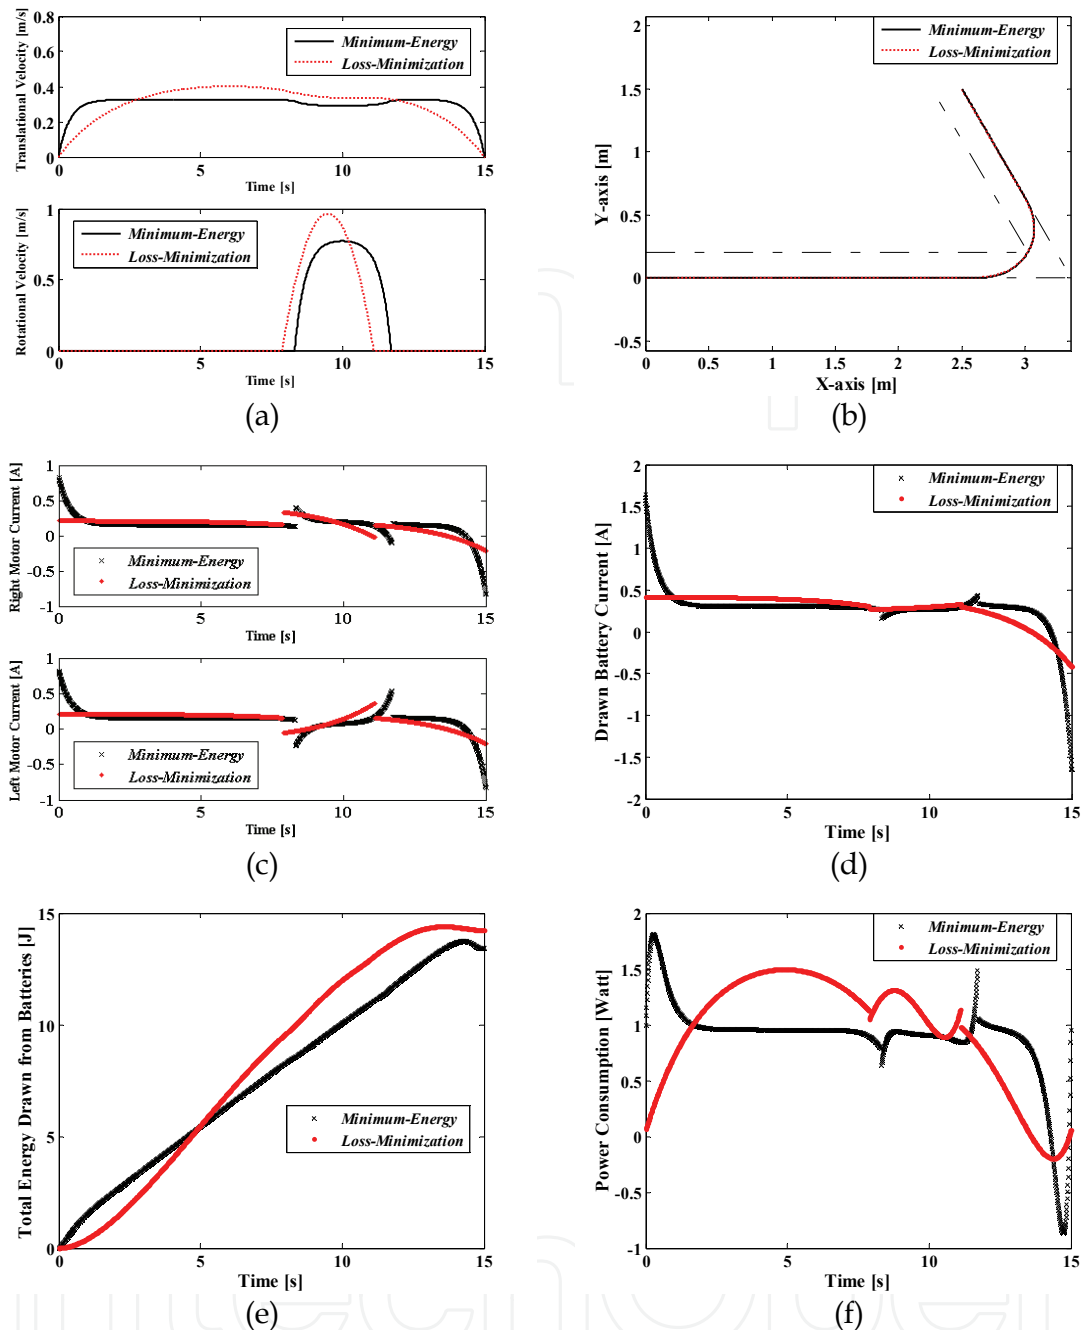 Translational Velocity [m/s]
0.8
0.6
0.4
0.2
0
0 5 10 15
Time [s]
Minimum-Energy
Loss-Minimization
Rotational Velocity [m/s]
1
0.5
0
0 5 10 15
Time [s]
Minimum-Energy
Loss-Minimization
(a)
Y-axis [m]
2
1.5
1
0.5
0
-0.5
0 0.5 1 1.5 2 2.5 3
X-axis [m]
Minimum-Energy
Loss-Minimization
(b)
Right Motor Current [A]
1
0.5
0
-0.5
-1
0 5 10 15
Time [s]
Minimum-Energy
Loss-Minimization
Left Motor Current [A]
1
0.5
0
-0.5
-1
0 5 10 15
Time [s]
Minimum-Energy
Loss-Minimization
(c)
Drawn Battery Current [A]
2
1.5
1
0.5
0
-0.5
-1
-1.5
-2
0 5 10 15
Time [s]
Minimum-Energy
Loss-Minimization
(d)
Total Energy Drawn from Batteries [J]
15
10
5
0
0 5 10 15
Time [s]
Minimum-Energy
Loss-Minimization
(e)
Power Consumption [Watt]
2
1.5
1
0.5
0
-0.5
-1
0 5 10 15
Time [s]
Minimum-Energy
Loss-Minimization
(f)